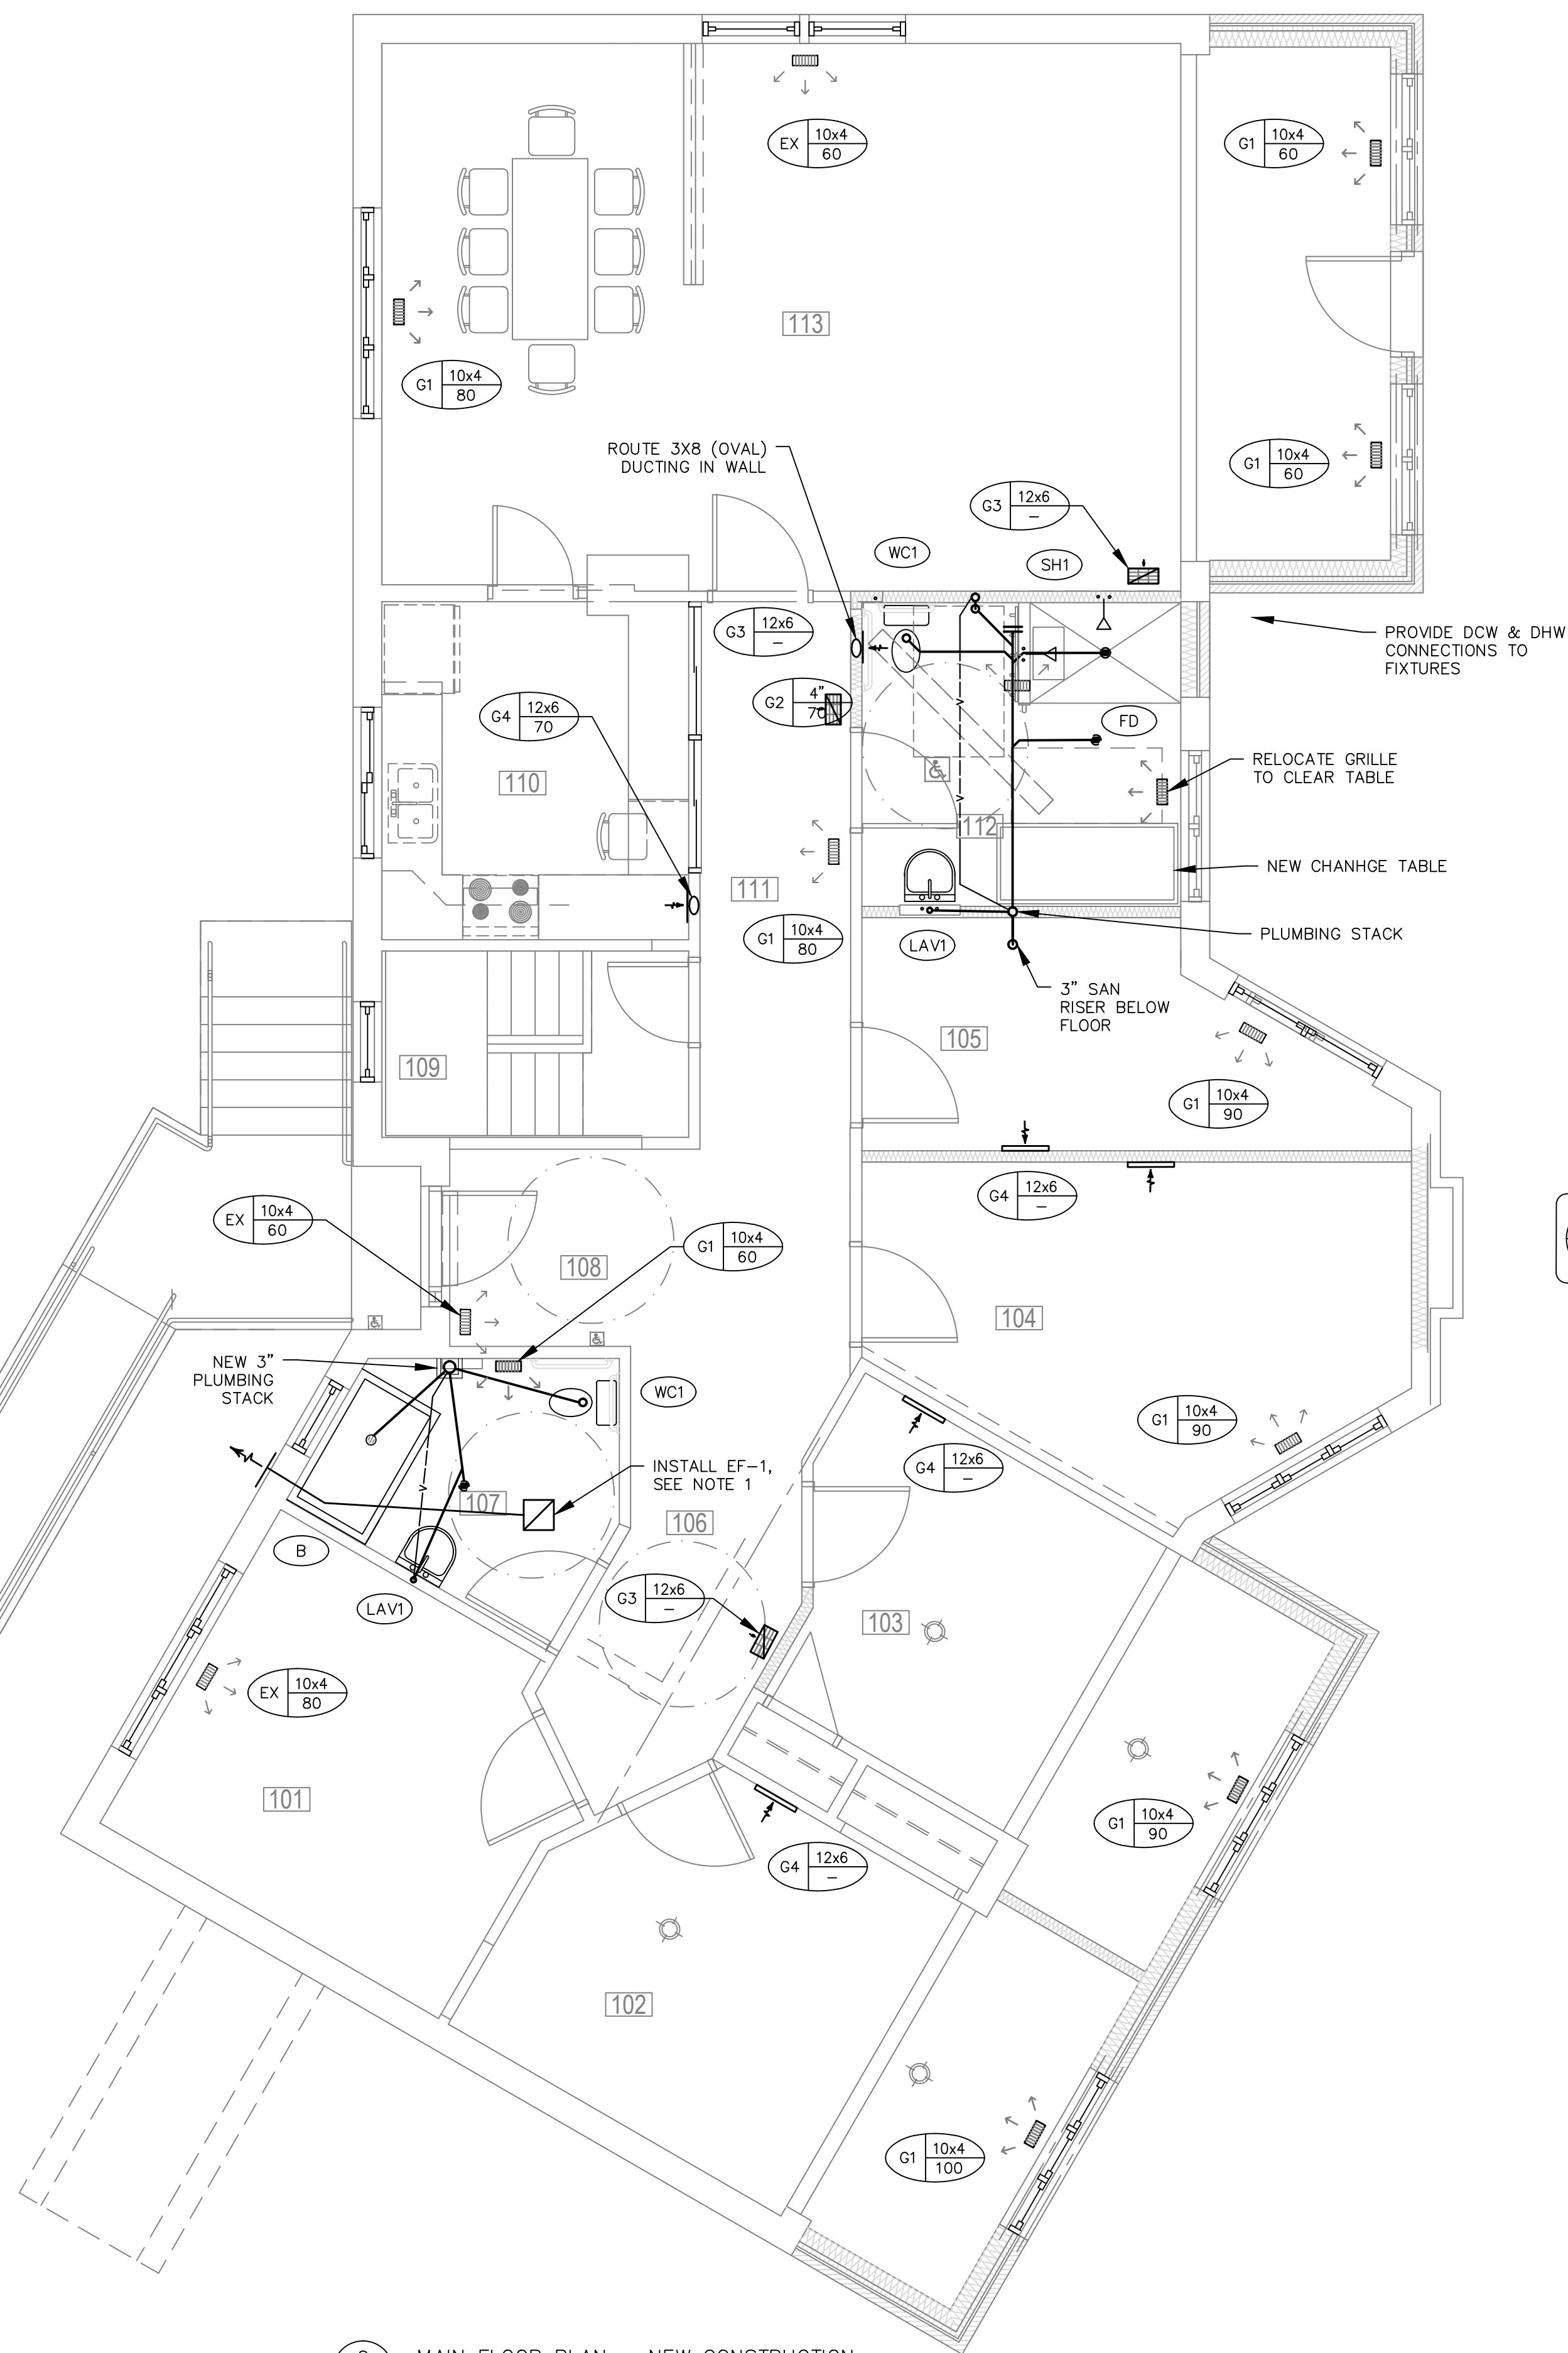 EX 10x4 60
G1 10x4 60
113
G1 10x4 80
ROUTE 3X8 (OVAL)
DUCTING IN WALL
G1 10x4 60
G3 12x6 –
WC1
SH1
G3 12x6 –
PROVIDE DCW & DHW
CONNECTIONS TO
FIXTURES
G2 4" 70
G4 12x6 70
FD
RELOCATE GRILLE
TO CLEAR TABLE
110
V
V
112
NEW CHANHGE TABLE
111
G1 10x4 80
LAV1
PLUMBING STACK
3" SAN
RISER BELOW
FLOOR
105
109
G1 10x4 90
G4 12x6 –
EX 10x4 60
G1 10x4 60
108
104
NEW 3"
PLUMBING
STACK
WC1
G1 10x4 90
G4 12x6 –
INSTALL EF-1,
SEE NOTE 1
V
107
106
B
LAV1
G3 12x6 –
103
EX 10x4 80
101
G1 10x4 90
G4 12x6 –
102
G1 10x4 100
MAIN FLOOR PLAN - NEW CONSTRUCTION